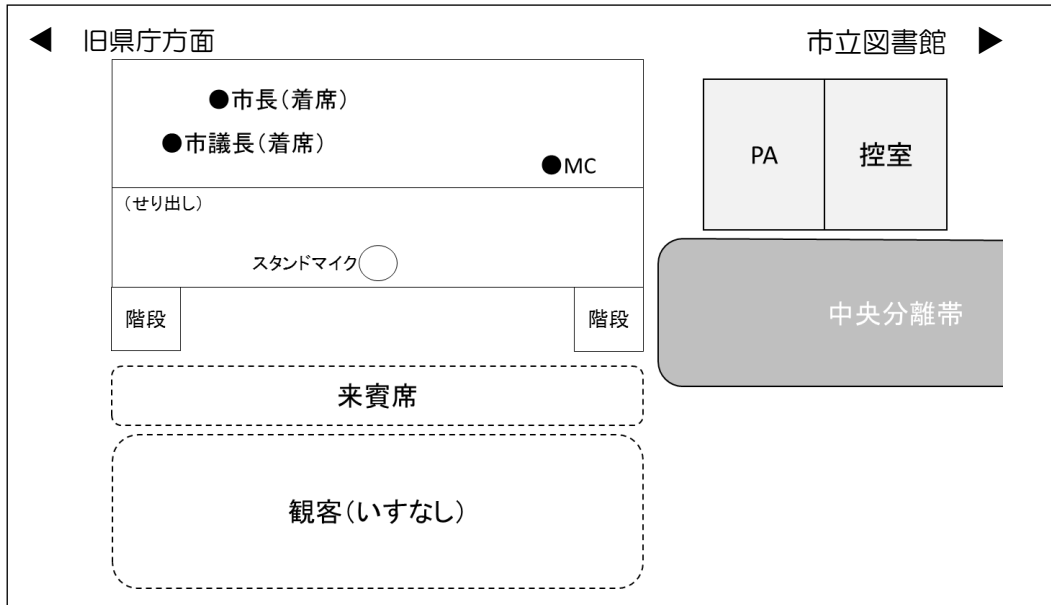 ◀ 旧県庁方面
市立図書館 ▶
●市長(着席)
●市議長(着席)
●MC
PA
控室
(せり出し)
スタンドマイク
中央分離帯
階段
階段
来賓席
観客(いすなし)